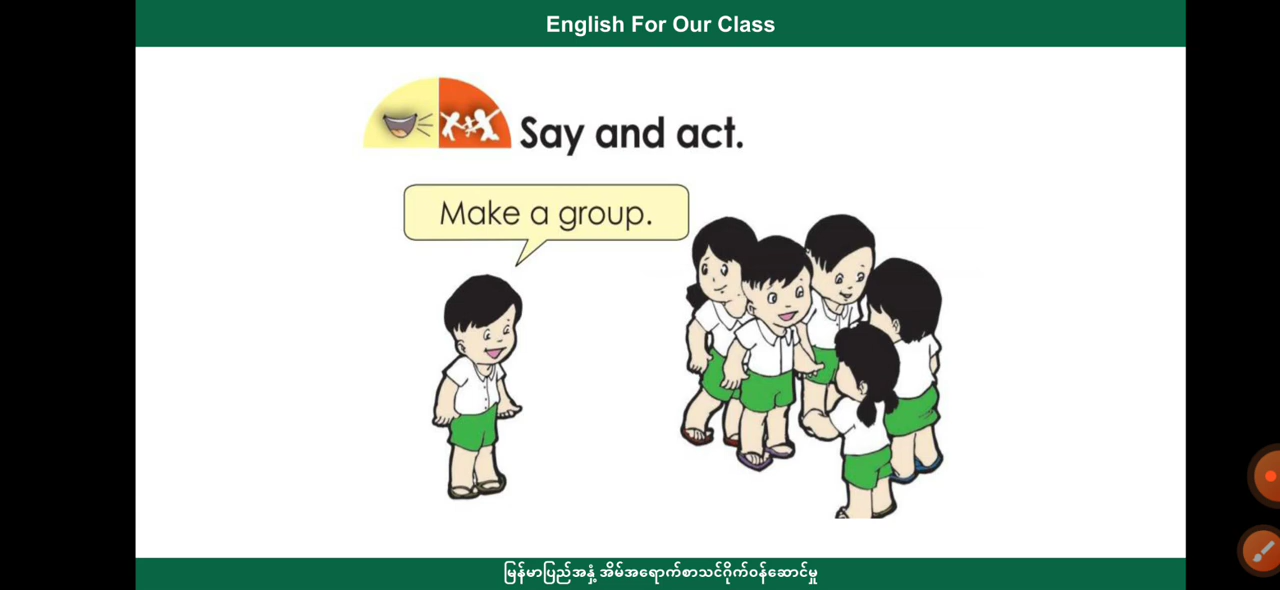 English For Our Class
Say and act.
Make a group.
မြန်မာပြည်အနှံ့ အိမ်အရောက်စာသင်ဂိုက်ဝန်ဆောင်မှု